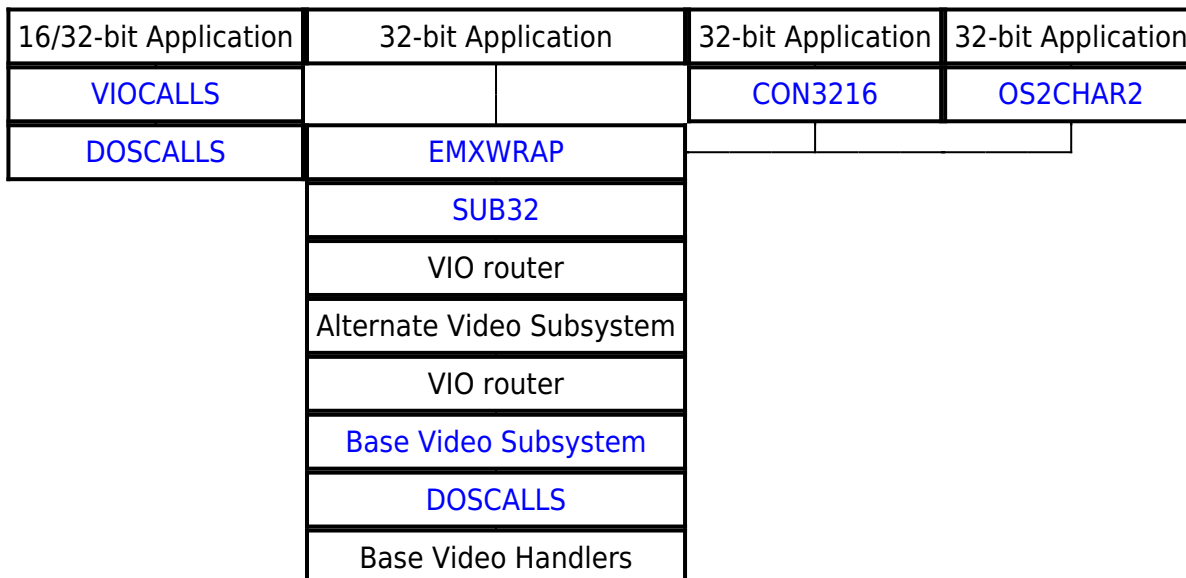 16/32-bit Application 32-bit Application 32-bit Application 32-bit Application
VIOCALLS CON3216 OS2CHAR2
DOSCALLS EMXWRAP
SUB32
VIO router
Alternate Video Subsystem
VIO router
Base Video Subsystem
DOSCALLS
Base Video Handlers